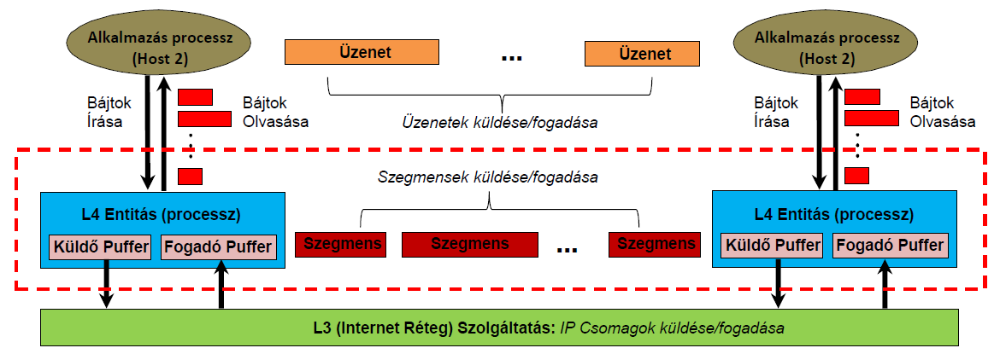 Alkalmazás processz
(Host 2)
Üzenet
...
Üzenet
Alkalmazás processz
(Host 2)
Bájtok
Írása
Bájtok
Olvasása
Üzenetek küldése/fogadása
Bájtok
Írása
Bájtok
Olvasása
Szegmensek küldése/fogadása
L4 Entitás (processz)
Küldő Puffer
Fogadó Puffer
Szegmens
Szegmens
...
Szegmens
L4 Entitás (processz)
Küldő Puffer
Fogadó Puffer
L3 (Internet Réteg) Szolgáltatás: IP Csomagok küldése/fogadása